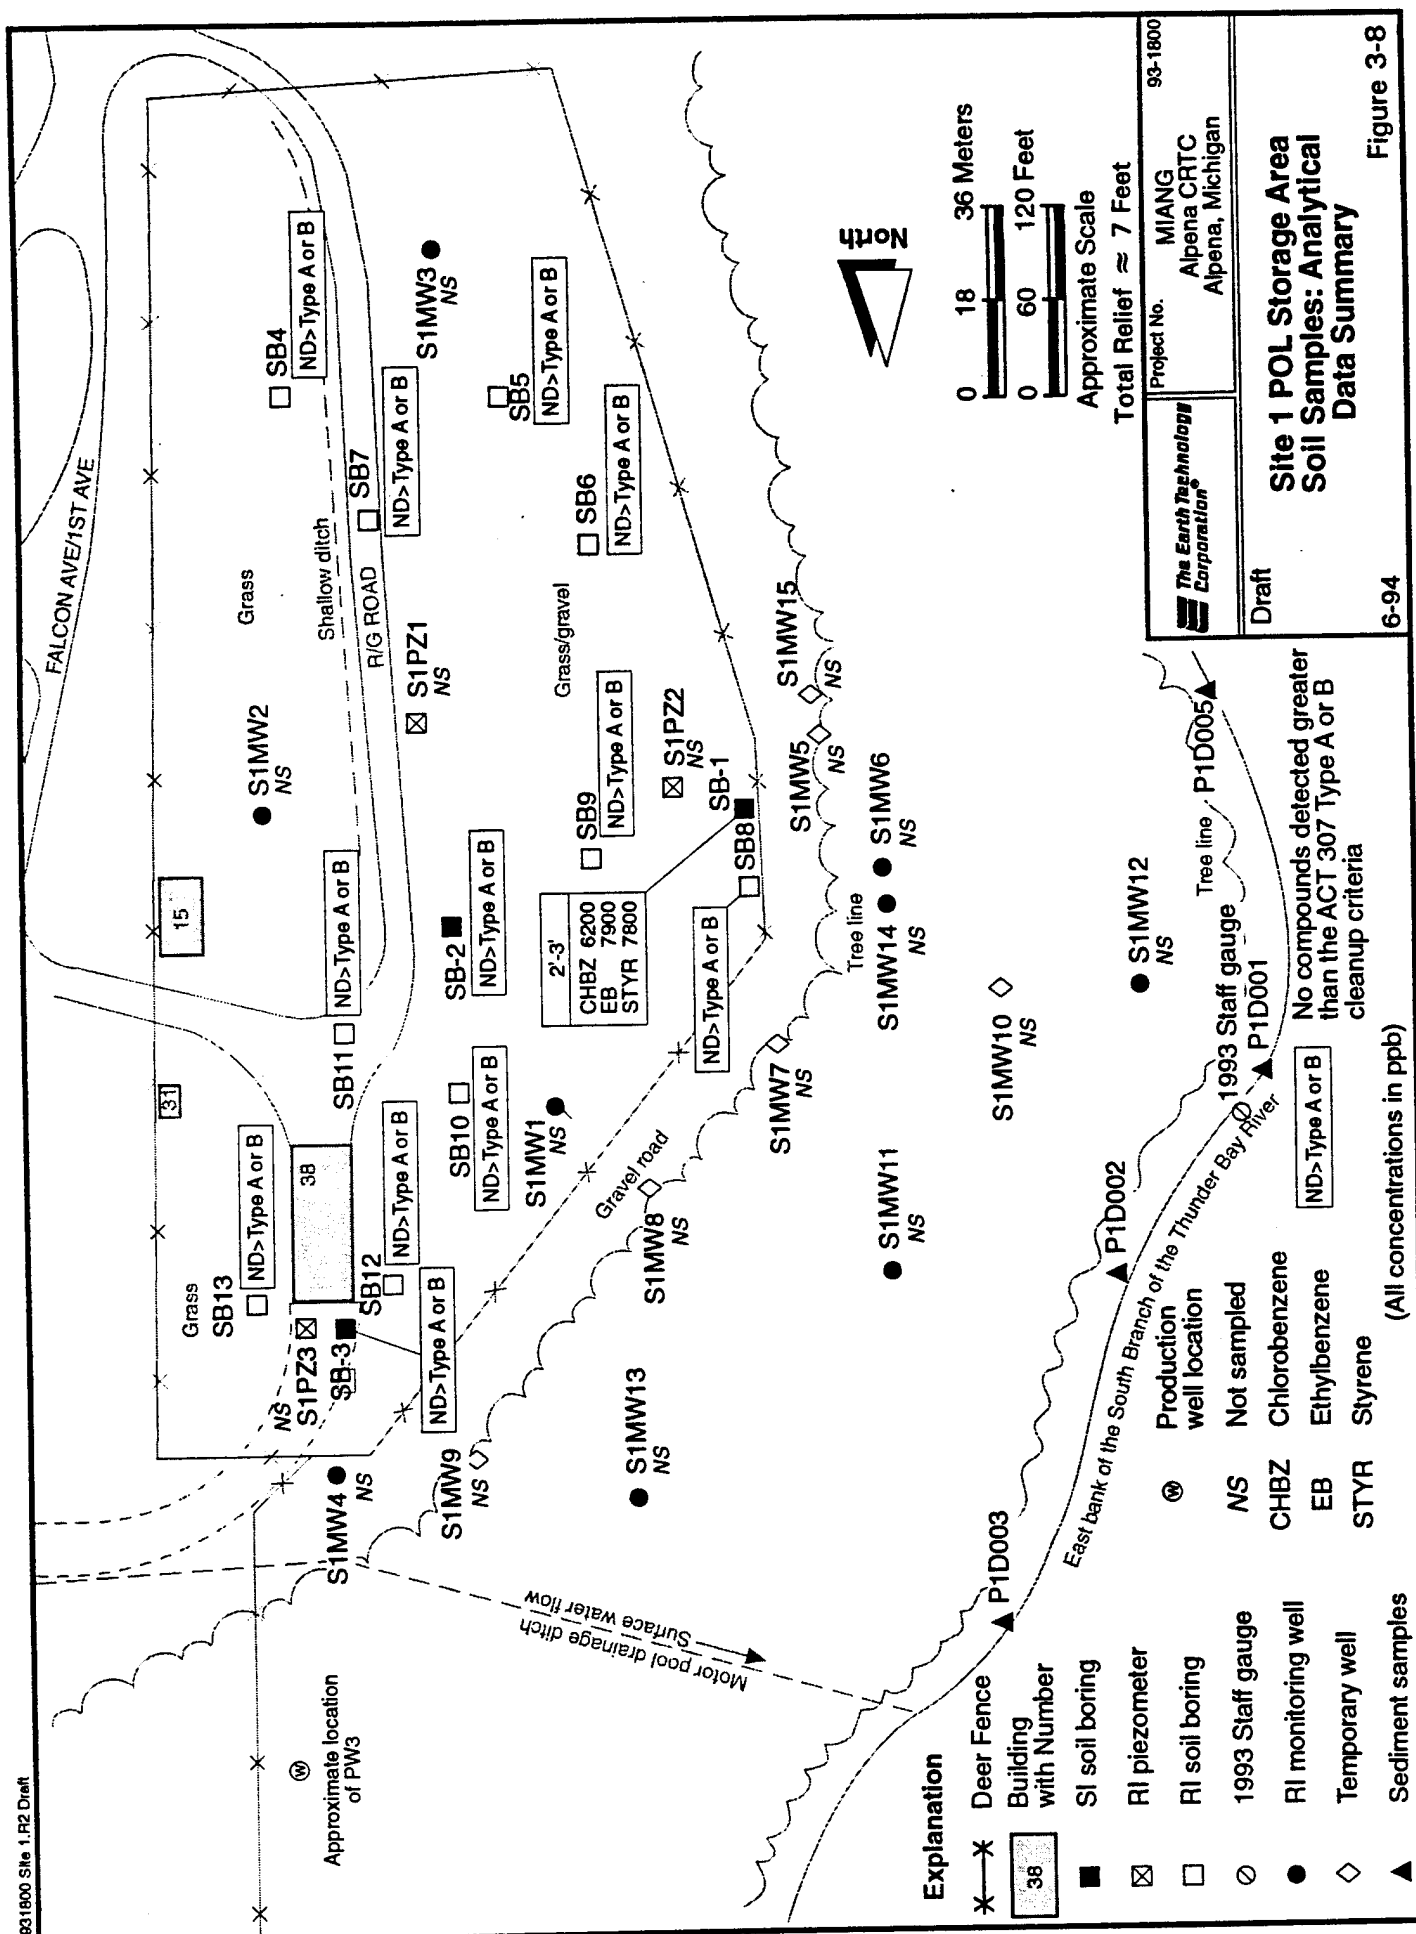 931800 Site 1.R2 Draft
FALCON AVE/1ST AVE
Grass
Shallow ditch
R/G ROAD
SB4
ND>Type A or B
SB7
ND>Type A or B
S1MW3
NS
SB5
ND>Type A or B
SB6
ND>Type A or B
S1MW2
NS
S1PZ1
NS
Grass/gravel
15
31
38
SB11
ND>Type A or B
SB-2
ND>Type A or B
SB9
ND>Type A or B
S1PZ2
NS
SB-1
2'-3'
CHBZ 6200
EB 7900
STYR 7800
SB8
ND>Type A or B
SB10
ND>Type A or B
S1MW1
NS
Grass
SB13
ND>Type A or B
SB12
ND>Type A or B
NS
S1PZ3
SB-3
ND>Type A or B
S1MW4
NS
S1MW9
NS
S1MW8
NS
Gravel road
S1MW7
NS
Tree line
S1MW5
NS
S1MW15
NS
S1MW6
NS
S1MW14
NS
S1MW10
NS
S1MW12
NS
S1MW11
NS
S1MW13
NS
Motor pool drainage ditch
Surface water flow
Approximate location
of PW3
P1D003
P1D002
P1D001
1993 Staff gauge
Tree line
P1D005
East bank of the South Branch of the Thunder Bay River
North
0 18 36 Meters
0 60 120 Feet
Approximate Scale
Total Relief ≈ 7 Feet
Explanation
Deer Fence
38
Building
with Number
SI soil boring
RI piezometer
RI soil boring
1993 Staff gauge
RI monitoring well
Temporary well
Sediment samples
W Production
well location
NS Not sampled
CHBZ Chlorobenzene
EB Ethylbenzene
STYR Styrene
ND>Type A or B
No compounds detected greater
than the ACT 307 Type A or B
cleanup criteria
(All concentrations in ppb)
The Earth Technology
Corporation®
Project No. 93-1800
MIANG
Alpena CRTC
Alpena, Michigan
Draft
Site 1 POL Storage Area
Soil Samples: Analytical
Data Summary
6-94
Figure 3-8